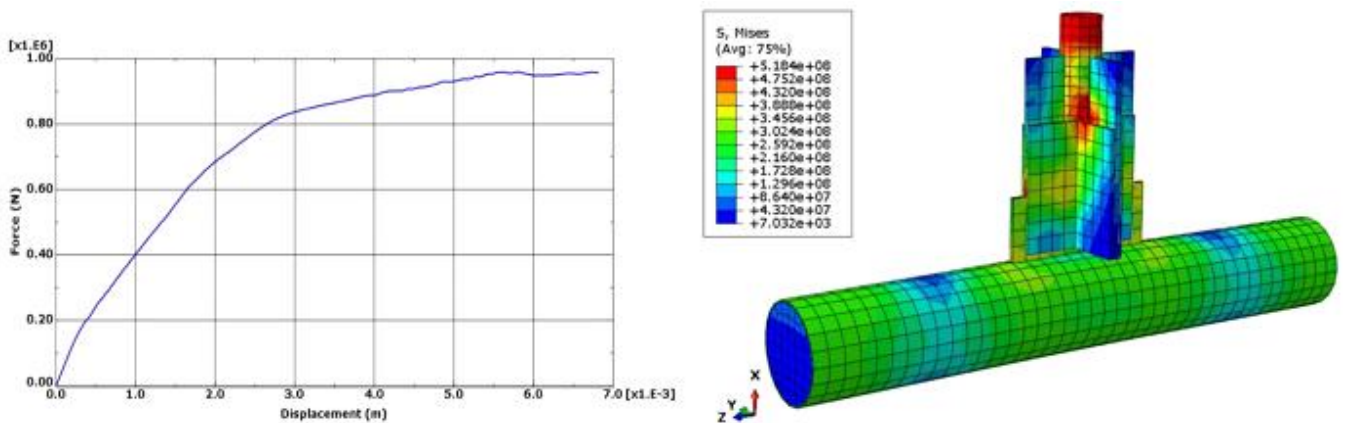 [x1.E6]
1.00
0.80
0.60
0.40
0.20
0.00
Force (N)
0.0 1.0 2.0 3.0 4.0 5.0 6.0 7.0 [x1.E-3]
Displacement (m)
S, Mises
(Avg: 75%)
+5.184e+08
+4.752e+08
+4.320e+08
+3.888e+08
+3.456e+08
+3.024e+08
+2.592e+08
+2.160e+08
+1.728e+08
+1.296e+08
+8.640e+07
+4.320e+07
+7.032e+03
X
Y
Z